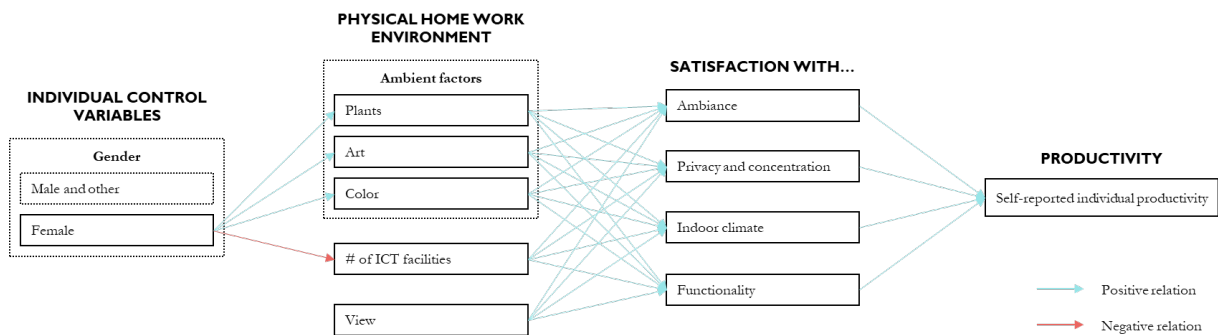 INDIVIDUAL CONTROL
VARIABLES
Gender
Male and other
Female
PHYSICAL HOME WORK
ENVIRONMENT
Ambient factors
Plants
Art
Color
# of ICT facilities
View
SATISFACTION WITH...
Ambiance
Privacy and concentration
Indoor climate
Functionality
PRODUCTIVITY
Self-reported individual productivity
Positive relation
Negative relation